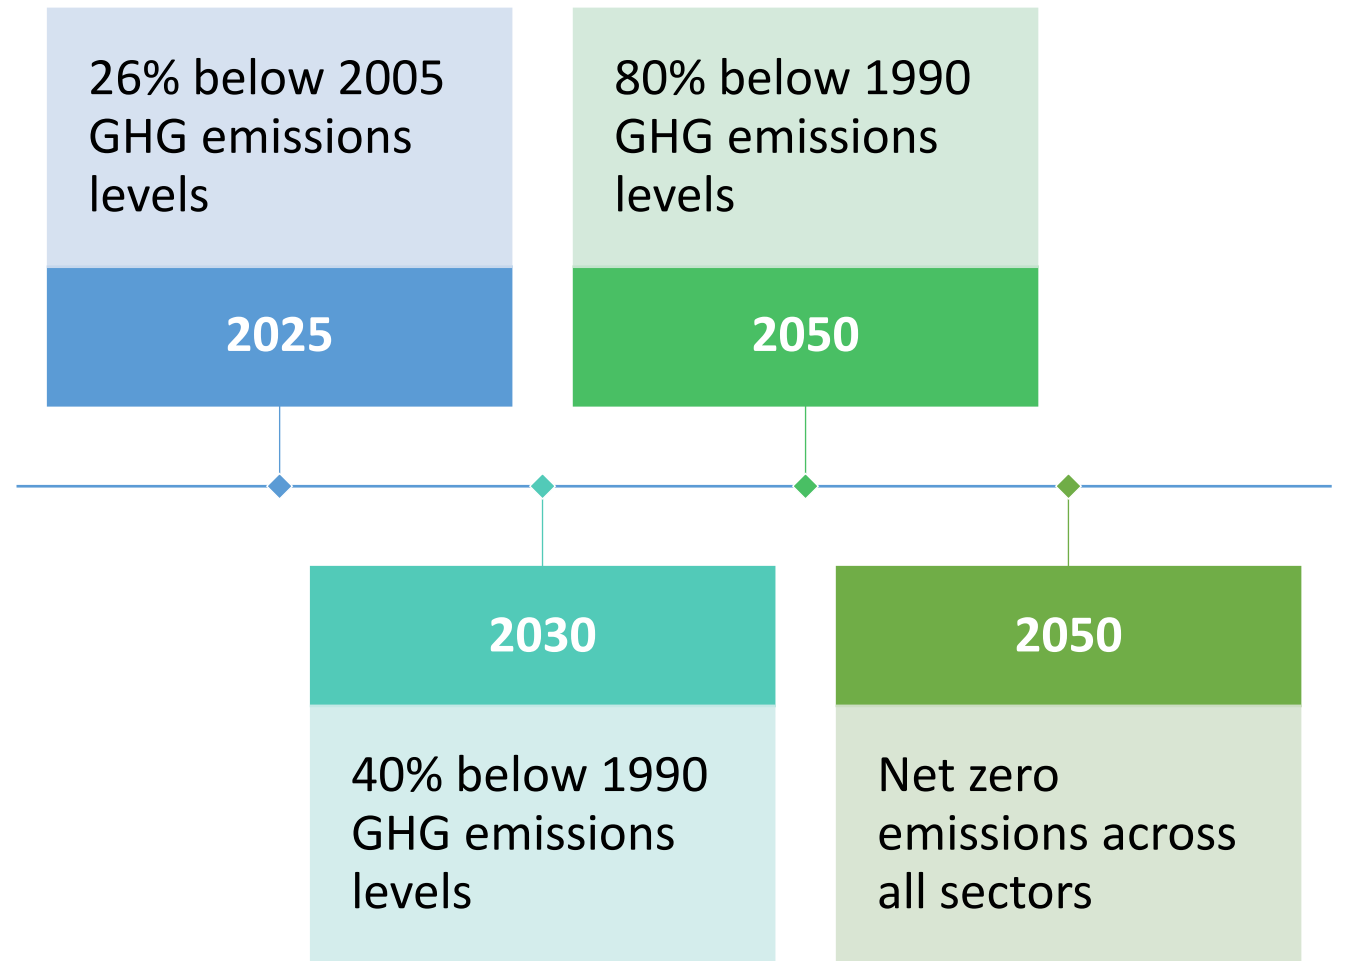 26% below 2005
GHG emissions
levels
2025
80% below 1990
GHG emissions
levels
2050
2030
40% below 1990
GHG emissions
levels
2050
Net zero
emissions across
all sectors